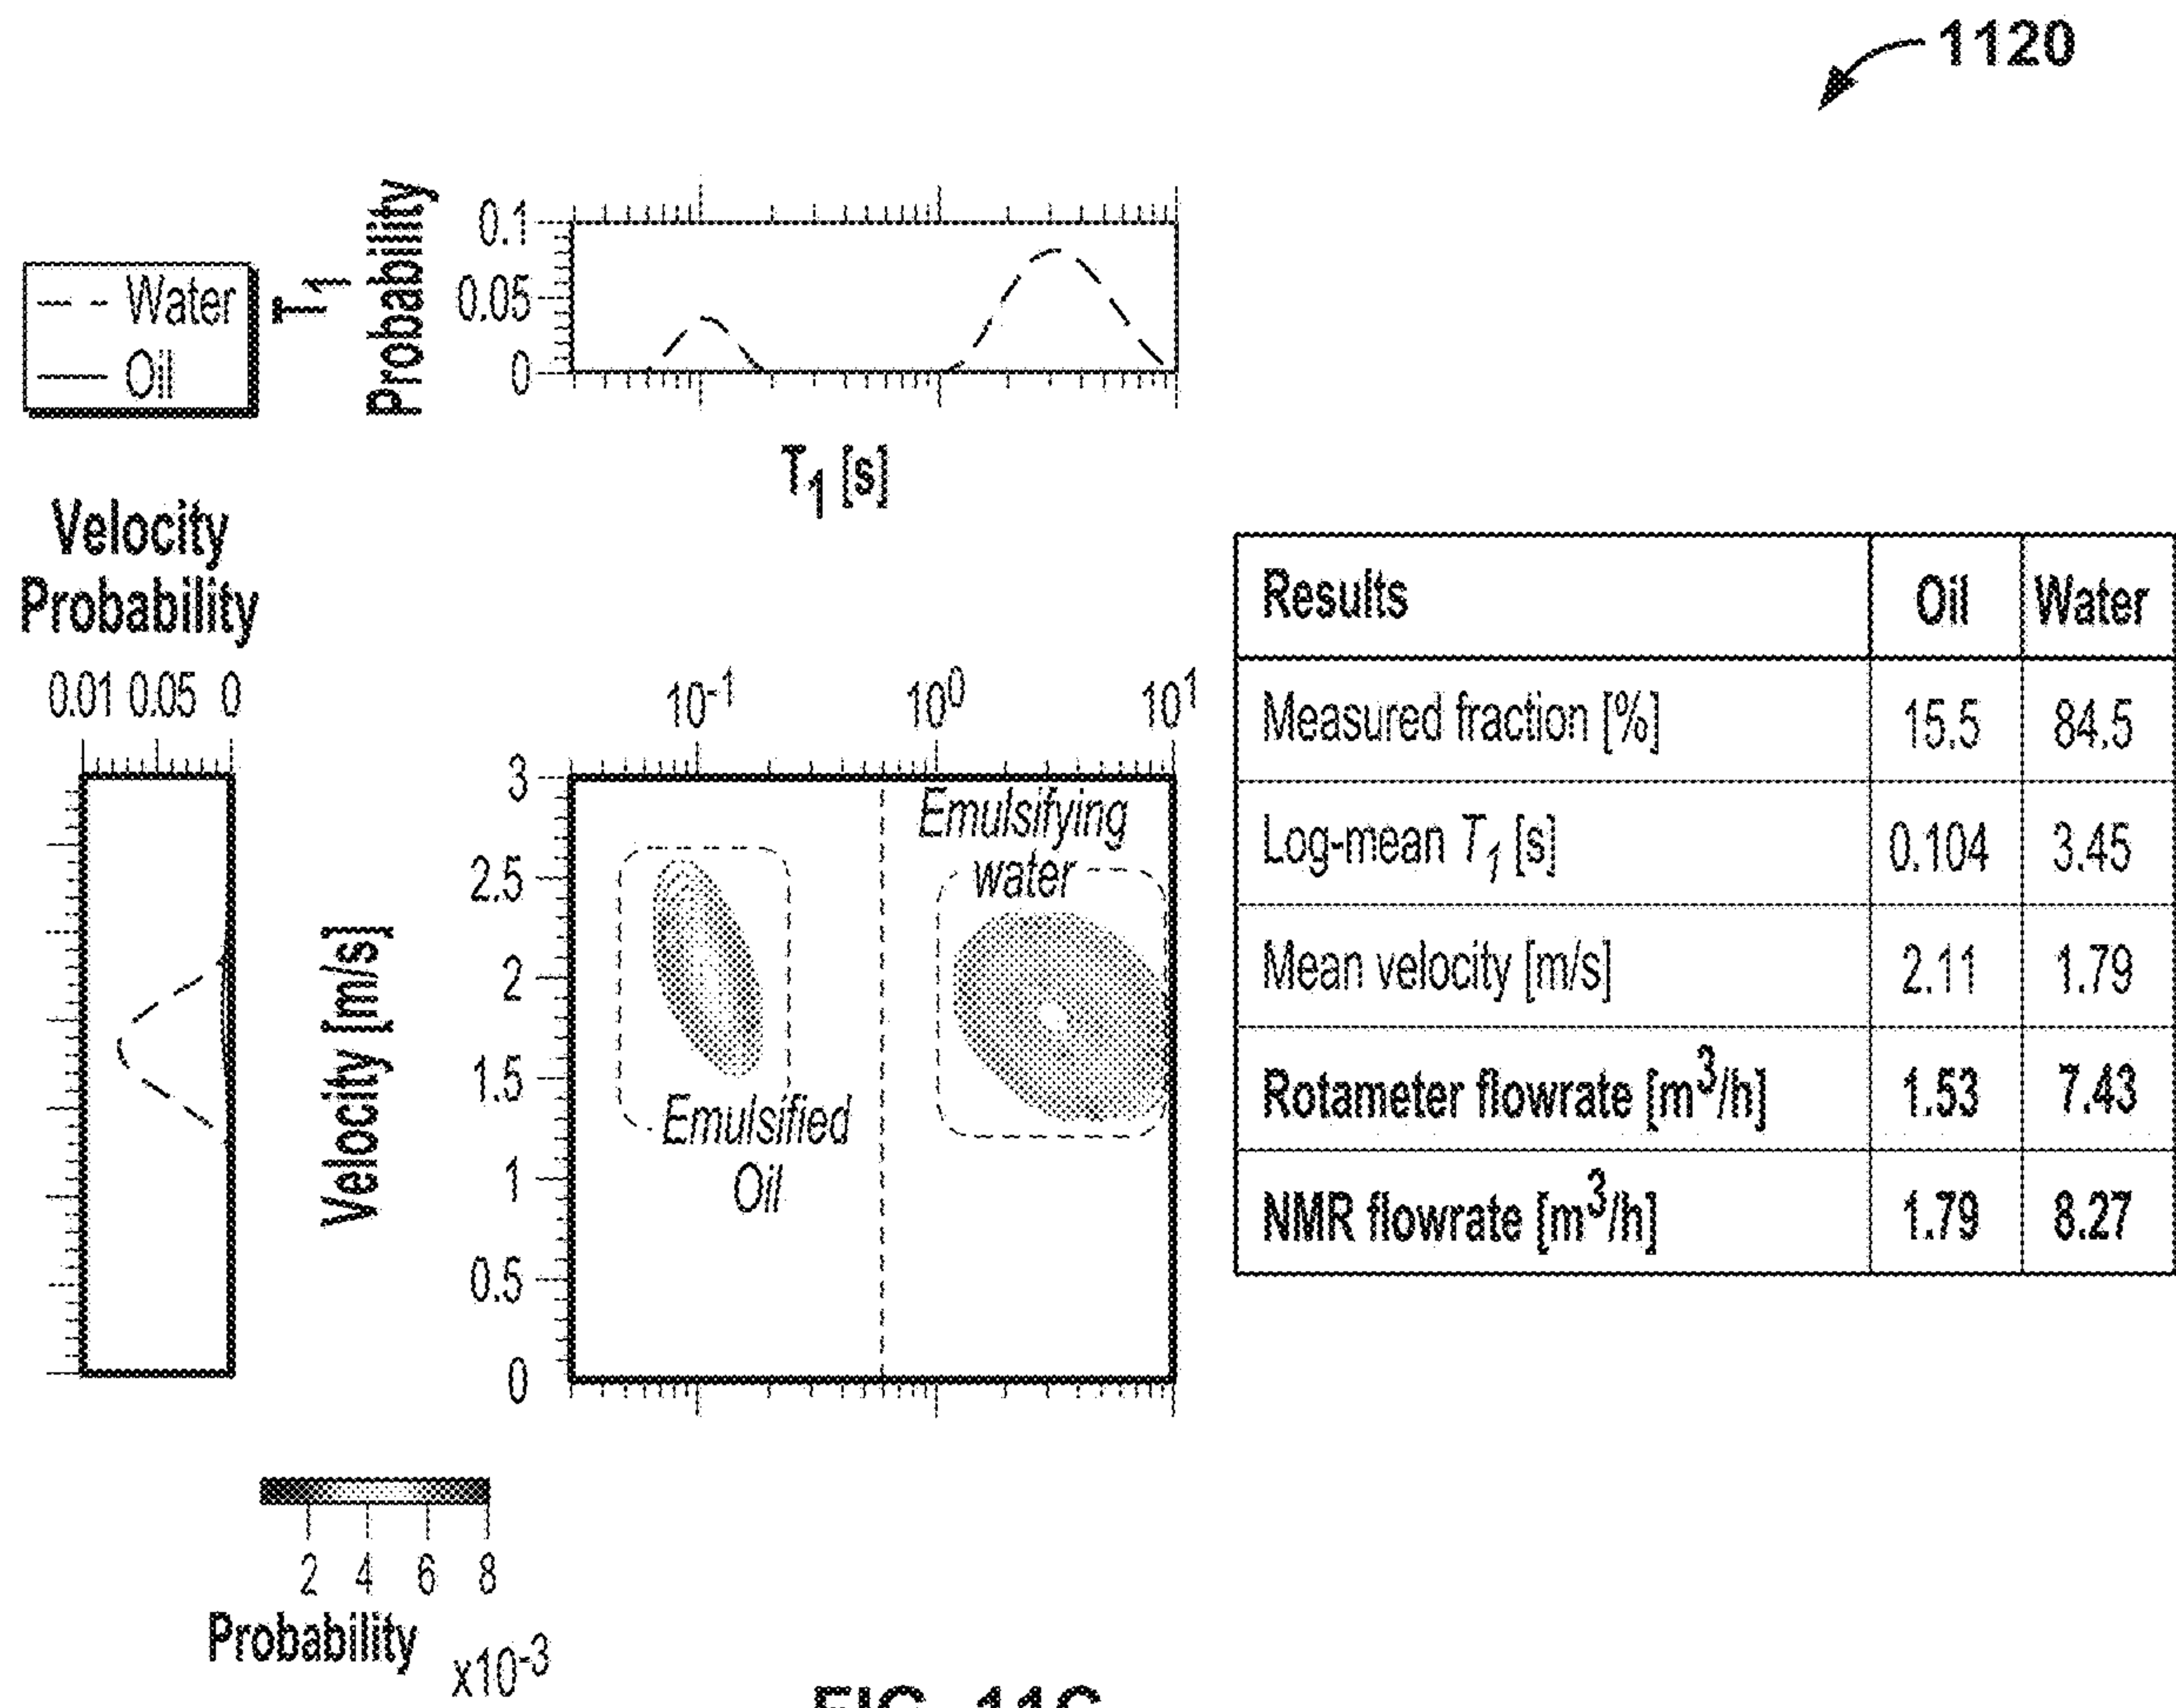 1120
Water
Oil
T1
Probability
0.1
0.05
0
T1 [s]
Velocity
Probability
0.01 0.05 0
Velocity [m/s]
10-1 100 101
3
2.5
2
1.5
1
0.5
0
Emulsifying
water
Emulsified
Oil
Results Oil Water
Measured fraction [%] 15.5 84.5
Log-mean T1 [s] 0.104 3.45
Mean velocity [m/s] 2.11 1.79
Rotameter flowrate [m3/h] 1.53 7.43
NMR flowrate [m3/h] 1.79 8.27
2 4 6 8
Probability
x10-3
FIG. 11C